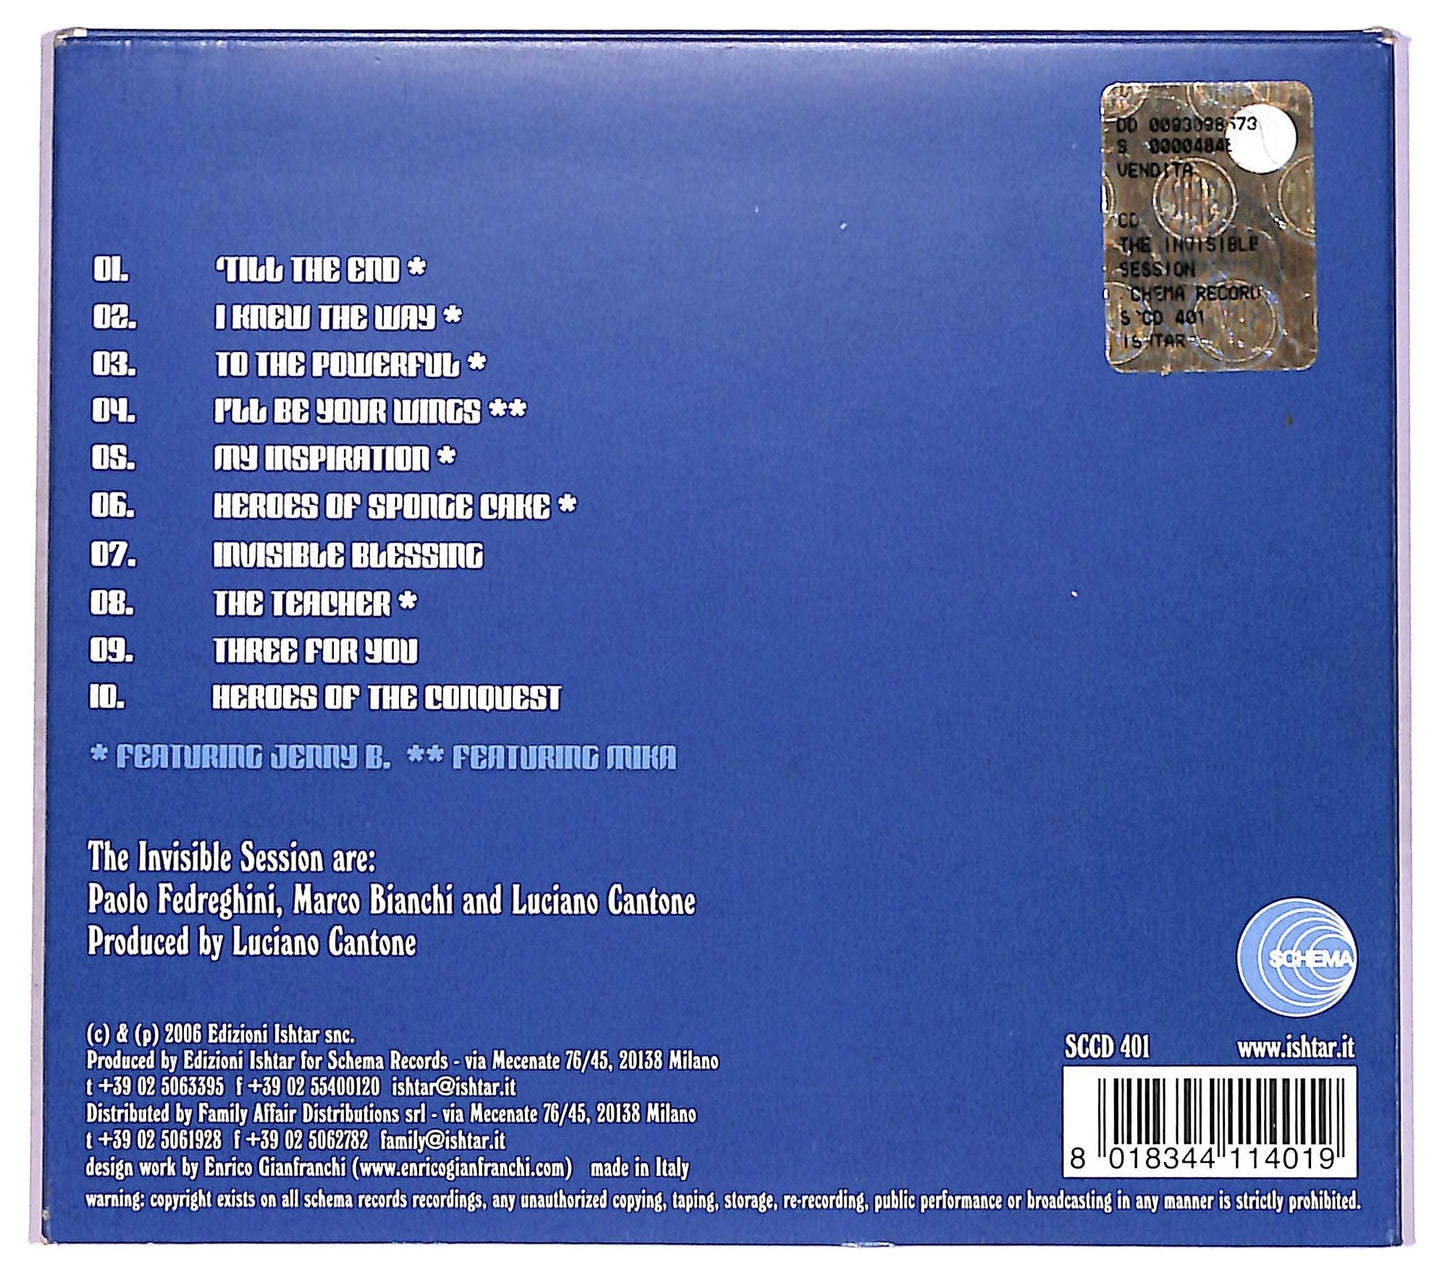 DD 0093098673
VENDITA
CD
THE INVISIBLE
SESSION
CHEMA RECORD
S CD 401
ISHTAR
01. 'TILL THE END *
02. I KNEW THE WAY *
03. TO THE POWERFUL *
04. I'LL BE YOUR WINGS **
05. MY INSPIRATION *
06. HEROES OF SPONGE CAKE *
07. INVISIBLE BLESSING
08. THE TEACHER *
09. THREE FOR YOU
10. HEROES OF THE CONQUEST
* FEATURING JENNY B. ** FEATURING MIKA
The Invisible Session are:
Paolo Fedreghini, Marco Bianchi and Luciano Cantone
Produced by Luciano Cantone
SCHEMA
(c) & (p) 2006 Edizioni Ishtar snc.
Produced by Edizioni Ishtar for Schema Records - via Mecenate 76/45, 20138 Milano
t +39 02 5063395 f +39 02 55400120 ishtar@ishtar.it
Distributed by Family Affair Distributions srl - via Mecenate 76/45, 20138 Milano
t +39 02 5061928 f +39 02 5062782 family@ishtar.it
design work by Enrico Gianfranchi (www.enricogianfranchi.com) made in Italy
warning: copyright exists on all schema records recordings, any unauthorized copying, taping, storage, re-recording, public performance or broadcasting in any manner is strictly prohibited.
SCCD 401 www.ishtar.it
8 018344 114019